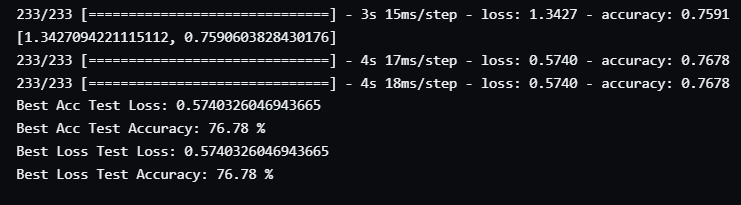 233/233 [==============================] - 3s 15ms/step - loss: 1.3427 - accuracy: 0.7591
[1.3427094221115112, 0.7590603828430176]
233/233 [==============================] - 4s 17ms/step - loss: 0.5740 - accuracy: 0.7678
233/233 [==============================] - 4s 18ms/step - loss: 0.5740 - accuracy: 0.7678
Best Acc Test Loss: 0.5740326046943665
Best Acc Test Accuracy: 76.78 %
Best Loss Test Loss: 0.5740326046943665
Best Loss Test Accuracy: 76.78 %